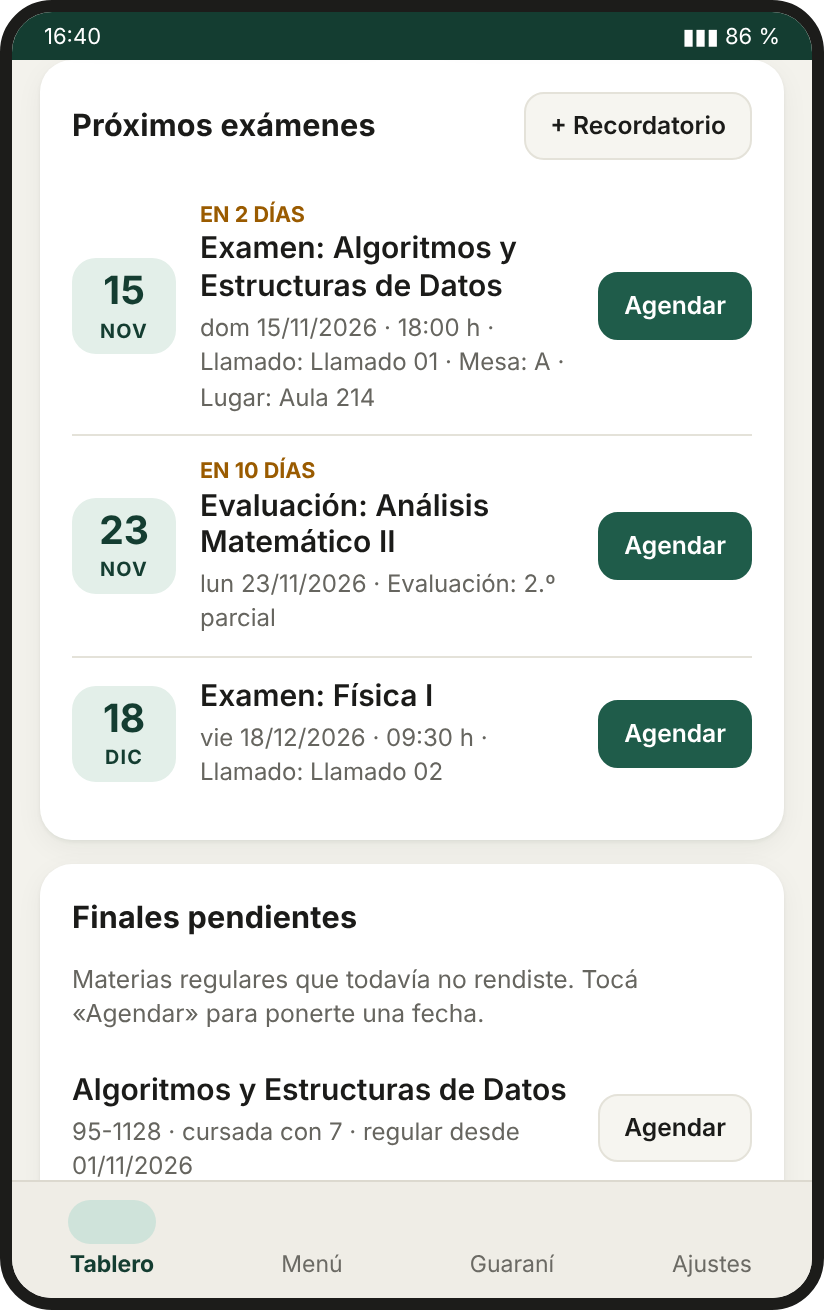 16:40
86 %
Próximos exámenes
+ Recordatorio
EN 2 DÍAS
15
NOV
Examen: Algoritmos y
Estructuras de Datos
dom 15/11/2026 · 18:00 h ·
Llamado: Llamado 01 · Mesa: A ·
Lugar: Aula 214
Agendar
EN 10 DÍAS
23
NOV
Evaluación: Análisis
Matemático II
lun 23/11/2026 · Evaluación: 2.º
parcial
Agendar
18
DIC
Examen: Física I
vie 18/12/2026 · 09:30 h ·
Llamado: Llamado 02
Agendar
Finales pendientes
Materias regulares que todavía no rendiste. Tocá
«Agendar» para ponerte una fecha.
Algoritmos y Estructuras de Datos
95-1128 · cursada con 7 · regular desde
01/11/2026
Agendar
Tablero
Menú
Guaraní
Ajustes